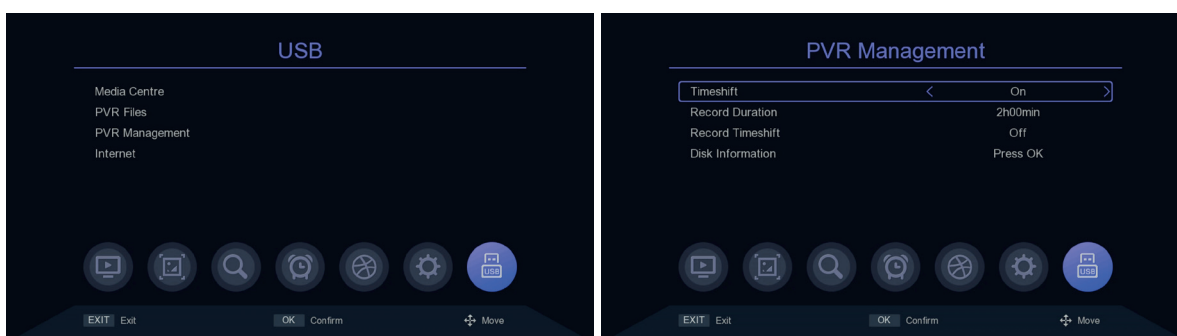 USB
Media Centre
PVR Files
PVR Management
Internet
USB
EXIT Exit
OK Confirm
Move
PVR Management
Timeshift On
Record Duration 2h00min
Record Timeshift Off
Disk Information Press OK
USB
EXIT Exit
OK Confirm
Move